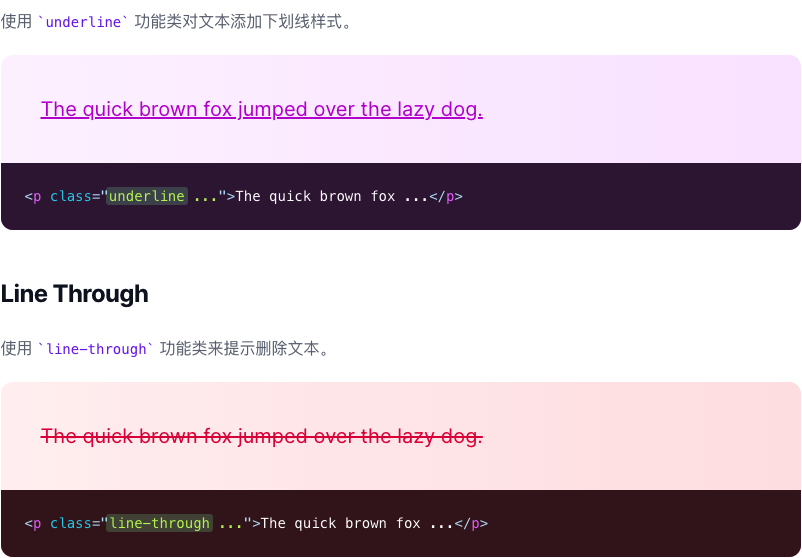 使用 `underline` 功能类对文本添加下划线样式。
The quick brown fox jumped over the lazy dog.
<p class="underline ...">The quick brown fox ...</p>
Line Through
使用 `line-through` 功能类来提示删除文本。
The quick brown fox jumped over the lazy dog.
<p class="line-through ...">The quick brown fox ...</p>